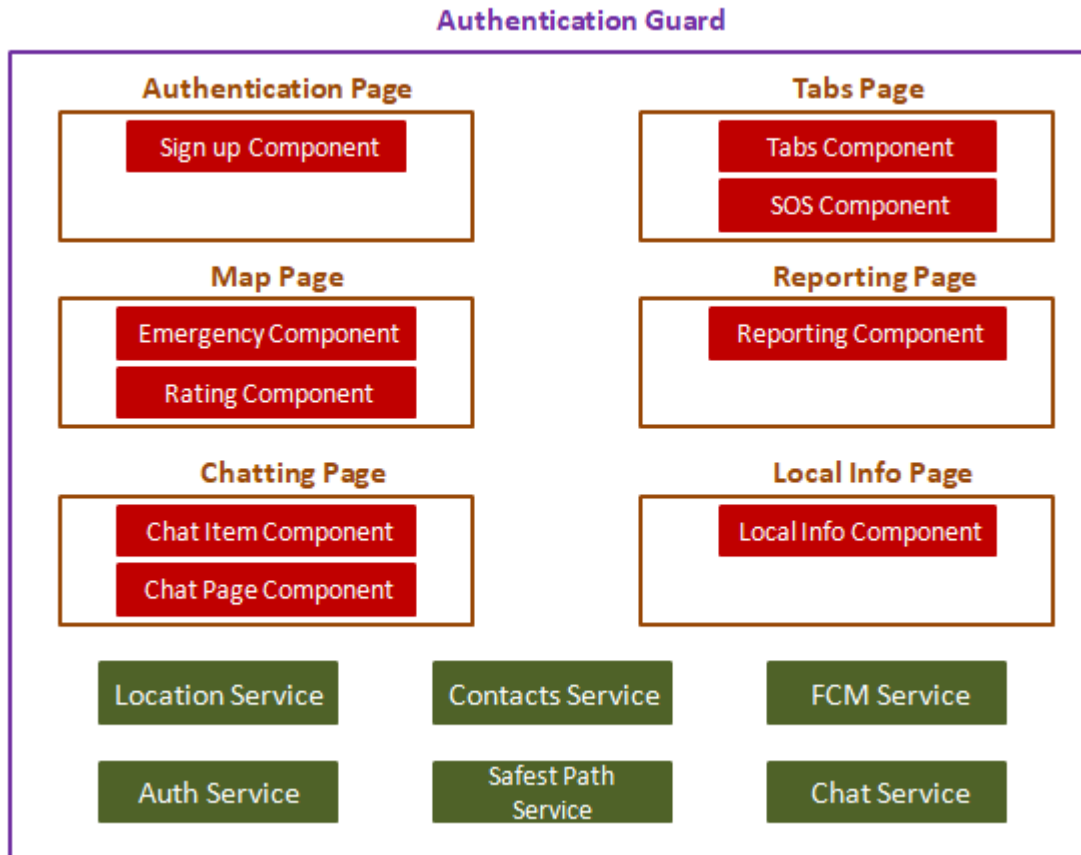 Authentication Guard
Authentication Page
Sign up Component
Tabs Page
Tabs Component
SOS Component
Map Page
Emergency Component
Rating Component
Reporting Page
Reporting Component
Chatting Page
Chat Item Component
Chat Page Component
Local Info Page
Local Info Component
Location Service
Contacts Service
FCM Service
Auth Service
Safest Path
Service
Chat Service